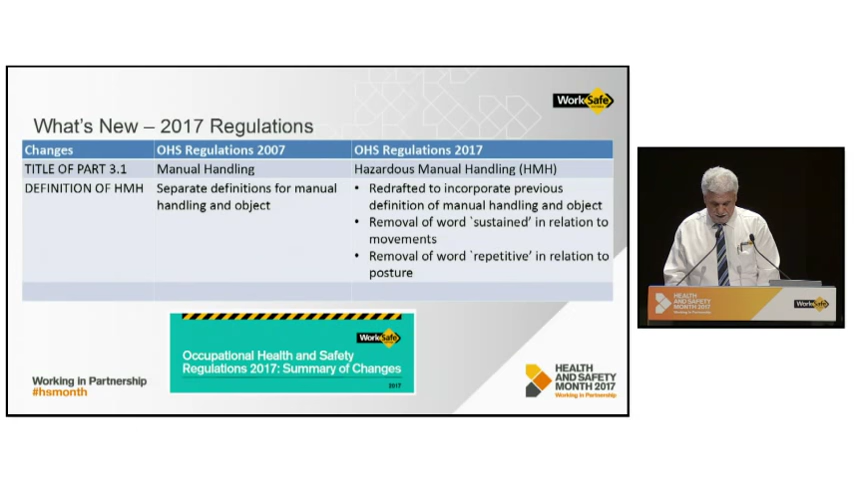 WorkSafe
What's New – 2017 Regulations
Changes OHS Regulations 2007 OHS Regulations 2017
TITLE OF PART 3.1 Manual Handling Hazardous Manual Handling (HMH)
DEFINITION OF HMH Separate definitions for manual
handling and object
• Redrafted to incorporate previous
definition of manual handling and object
• Removal of word `sustained' in relation to
movements
• Removal of word `repetitive' in relation to
posture
WorkSafe
Occupational Health and Safety
Regulations 2017: Summary of Changes
2017
Working in Partnership
#hsmonth
HEALTH
AND SAFETY
MONTH 2017
Working in Partnership
HEALTH
AND SAFETY
MONTH 2017
Working in Partnership
WorkSafe